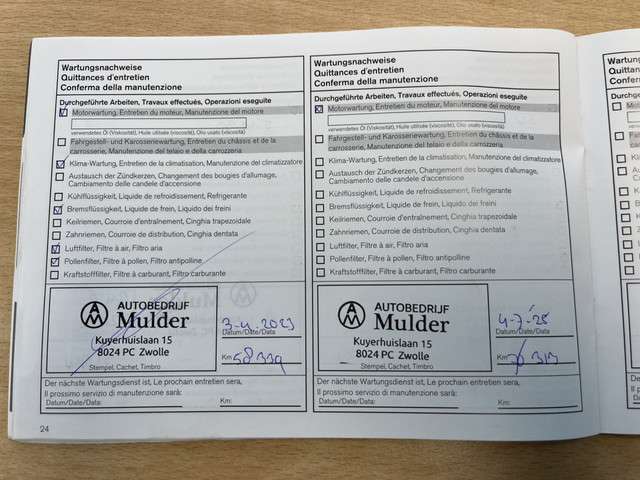 Wartungsnachweise
Quittances d'entretien
Conferma della manutenzione
Durchgeführte Arbeiten, Travaux effectués, Operazioni eseguite
Motorwartung, Entretien du moteur, Manutenzione del motore
verwendetes Öl (Viskosität), Huile utilisée (viscosité), Olio usato (viscosità)
Fahrgestell- und Karosseriewartung, Entretien du châssis et de la
carrosserie, Manutenzione del telaio e della carrozzeria
Klima-Wartung, Entretien de la climatisation, Manutenzione del climatizzatore
Austausch der Zündkerzen, Changement des bougies d'allumage,
Cambiamento delle candele d'accensione
Kühlflüssigkeit, Liquide de refroidissement, Refrigerante
Bremsflüssigkeit, Liquide de frein, Liquido dei freini
Keilriemen, Courroie d'entraînement, Cinghia trapezoidale
Zahnriemen, Courroie de distribution, Cinghia dentata
Luftfilter, Filtre à air, Filtro aria
Pollenfilter, Filtre à pollen, Filtro antipolline
Kraftstofffilter, Filtre à carburant, Filtro carburante
AUTOBEDRIJF
Mulder
Kuyerhuislaan 15
8024 PC Zwolle
Stempel, Cachet, Timbro
3-4.2023
Datum/Date/Data
Km 58339
Der nächste Wartungsdienst ist, Le prochain entretien sera,
Il prossimo servizio di manutenzione sarà:
Datum/Date/Data: Km:
24
Wartungsnachweise
Quittances d'entretien
Conferma della manutenzione
Durchgeführte Arbeiten, Travaux effectués, Operazioni eseguite
Motorwartung, Entretien du moteur, Manutenzione del motore
verwendetes Öl (Viskosität), Huile utilisée (viscosité), Olio usato (viscosità)
Fahrgestell- und Karosseriewartung, Entretien du châssis et de la
carrosserie, Manutenzione del telaio e della carrozzeria
Klima-Wartung, Entretien de la climatisation, Manutenzione del climatizzatore
Austausch der Zündkerzen, Changement des bougies d'allumage,
Cambiamento delle candele d'accensione
Kühlflüssigkeit, Liquide de refroidissement, Refrigerante
Bremsflüssigkeit, Liquide de frein, Liquido dei freini
Keilriemen, Courroie d'entraînement, Cinghia trapezoidale
Zahnriemen, Courroie de distribution, Cinghia dentata
Luftfilter, Filtre à air, Filtro aria
Pollenfilter, Filtre à pollen, Filtro antipolline
Kraftstofffilter, Filtre à carburant, Filtro carburante
AUTOBEDRIJF
Mulder
Kuyerhuislaan 15
8024 PC Zwolle
Stempel, Cachet, Timbro
Datum/Date/Data
Km
Der nächste Wartungsdienst ist, Le prochain entretien sera,
Il prossimo servizio di manutenzione sarà:
Datum/Date/Data: Km: